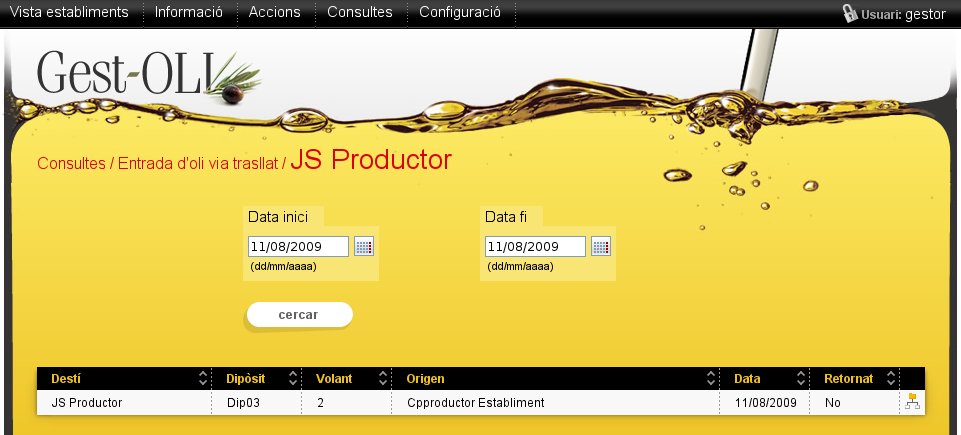 Vista establiments Informació Accions Consultes Configuració Usuari: gestor
Gest-OLI
Consultes / Entrada d'oli via trasllat / JS Productor
Data inici Data fi
11/08/2009 11/08/2009
(dd/mm/aaaa) (dd/mm/aaaa)
cercar
Destí Dipòsit Volant Origen Data Retornat
JS Productor Dip03 2 Cpproductor Establiment 11/08/2009 No